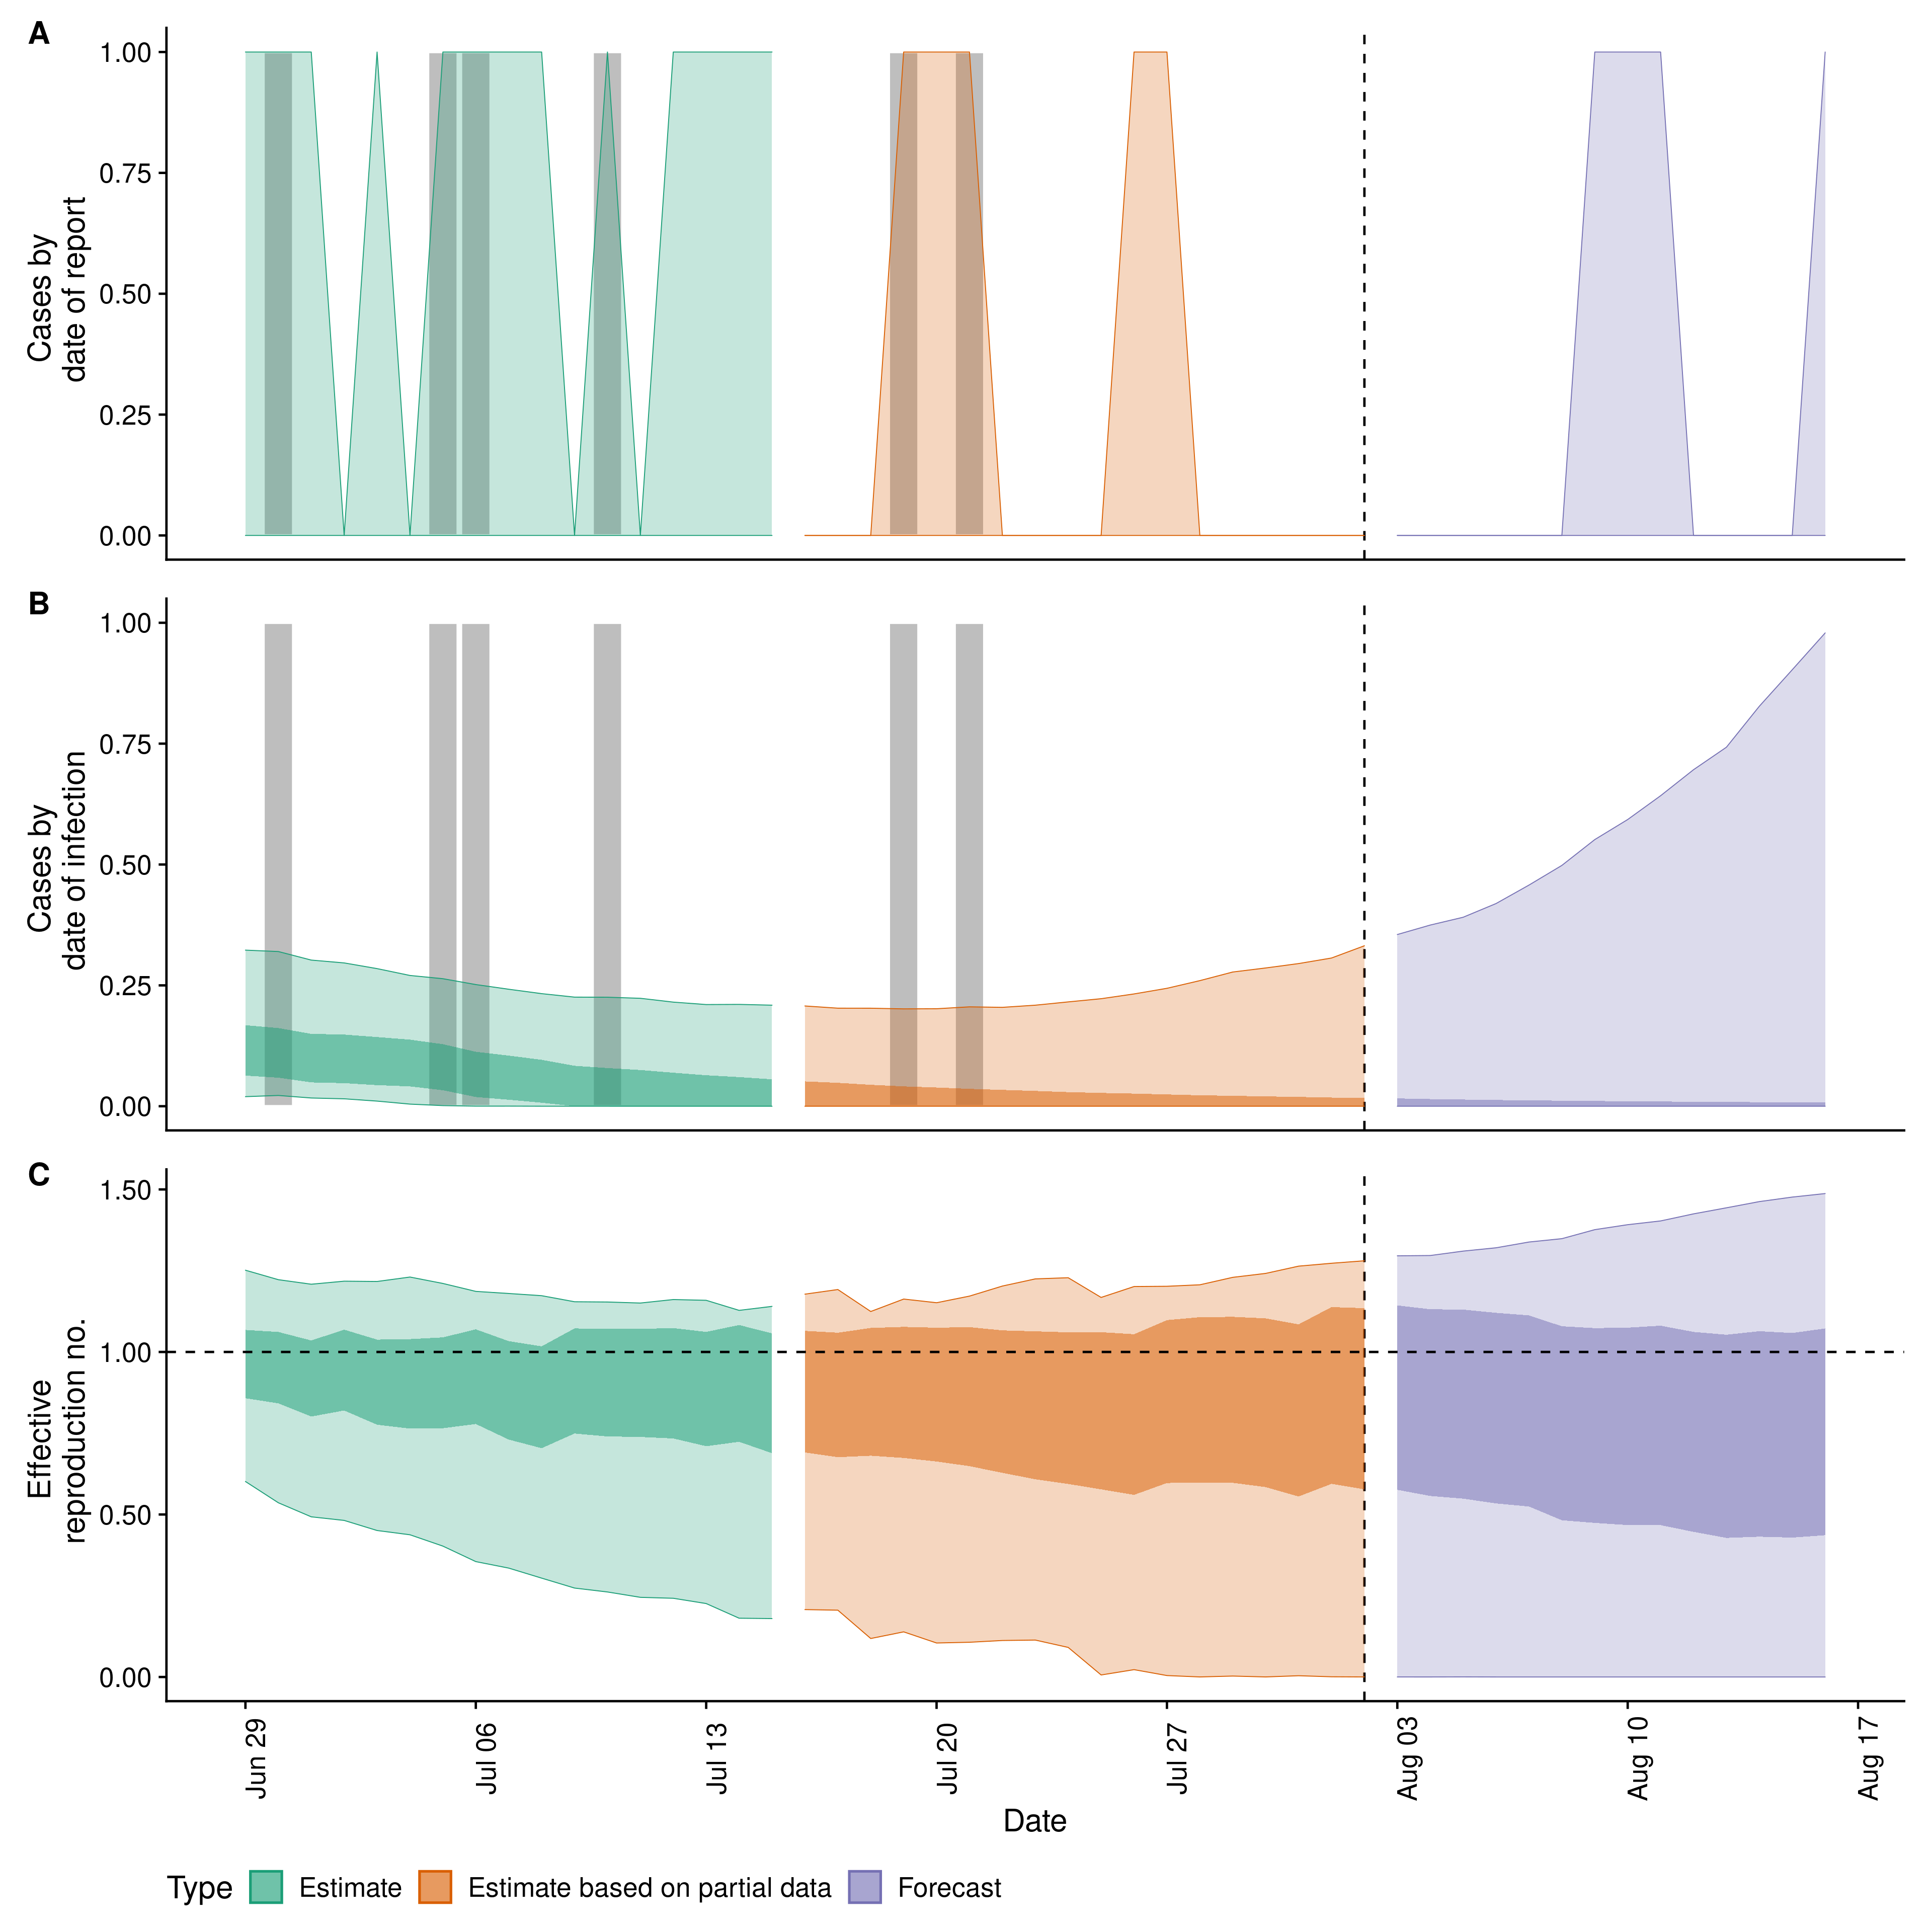 A
1.00
0.75
0.50
0.25
0.00
Cases by
date of report
B
1.00
0.75
0.50
0.25
0.00
Cases by
date of infection
C
1.50
1.00
0.50
0.00
Effective
reproduction no.
Jun 29
Jul 06
Jul 13
Jul 20
Jul 27
Aug 03
Aug 10
Aug 17
Date
Type Estimate Estimate based on partial data Forecast